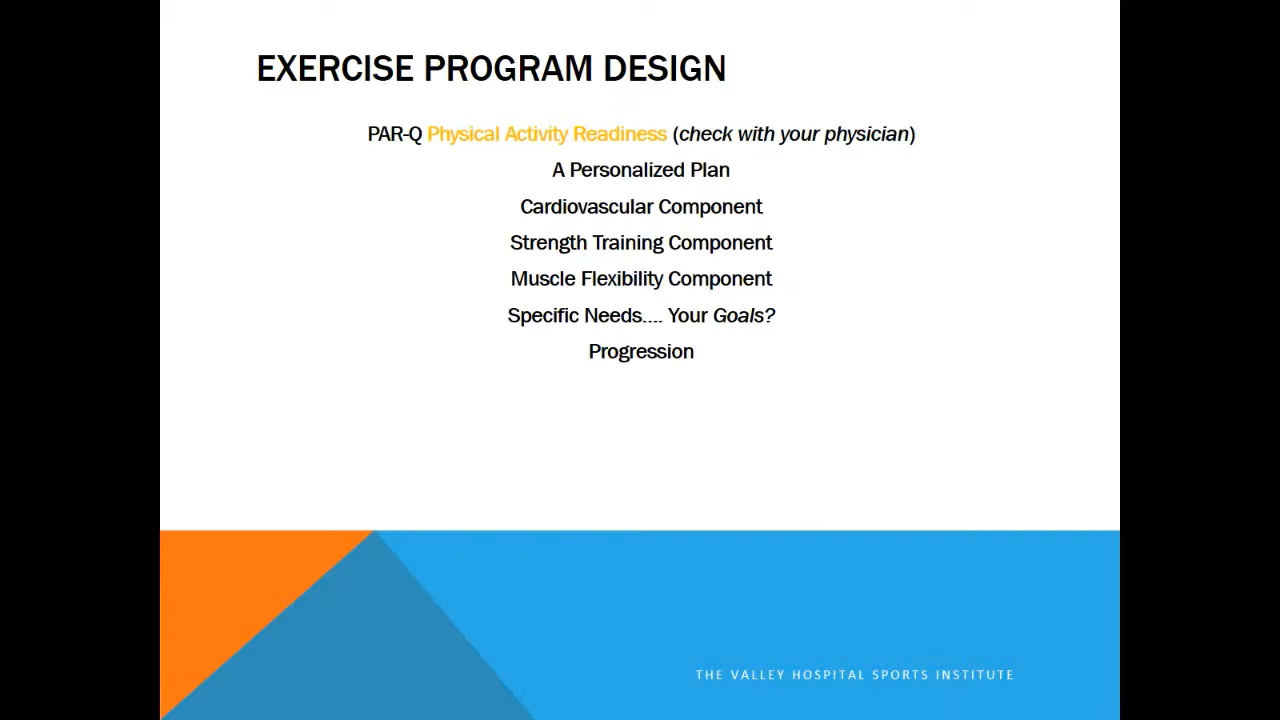 EXERCISE PROGRAM DESIGN
PAR-Q Physical Activity Readiness (check with your physician)
A Personalized Plan
Cardiovascular Component
Strength Training Component
Muscle Flexibility Component
Specific Needs.... Your Goals?
Progression
THE VALLEY HOSPITAL SPORTS INSTITUTE